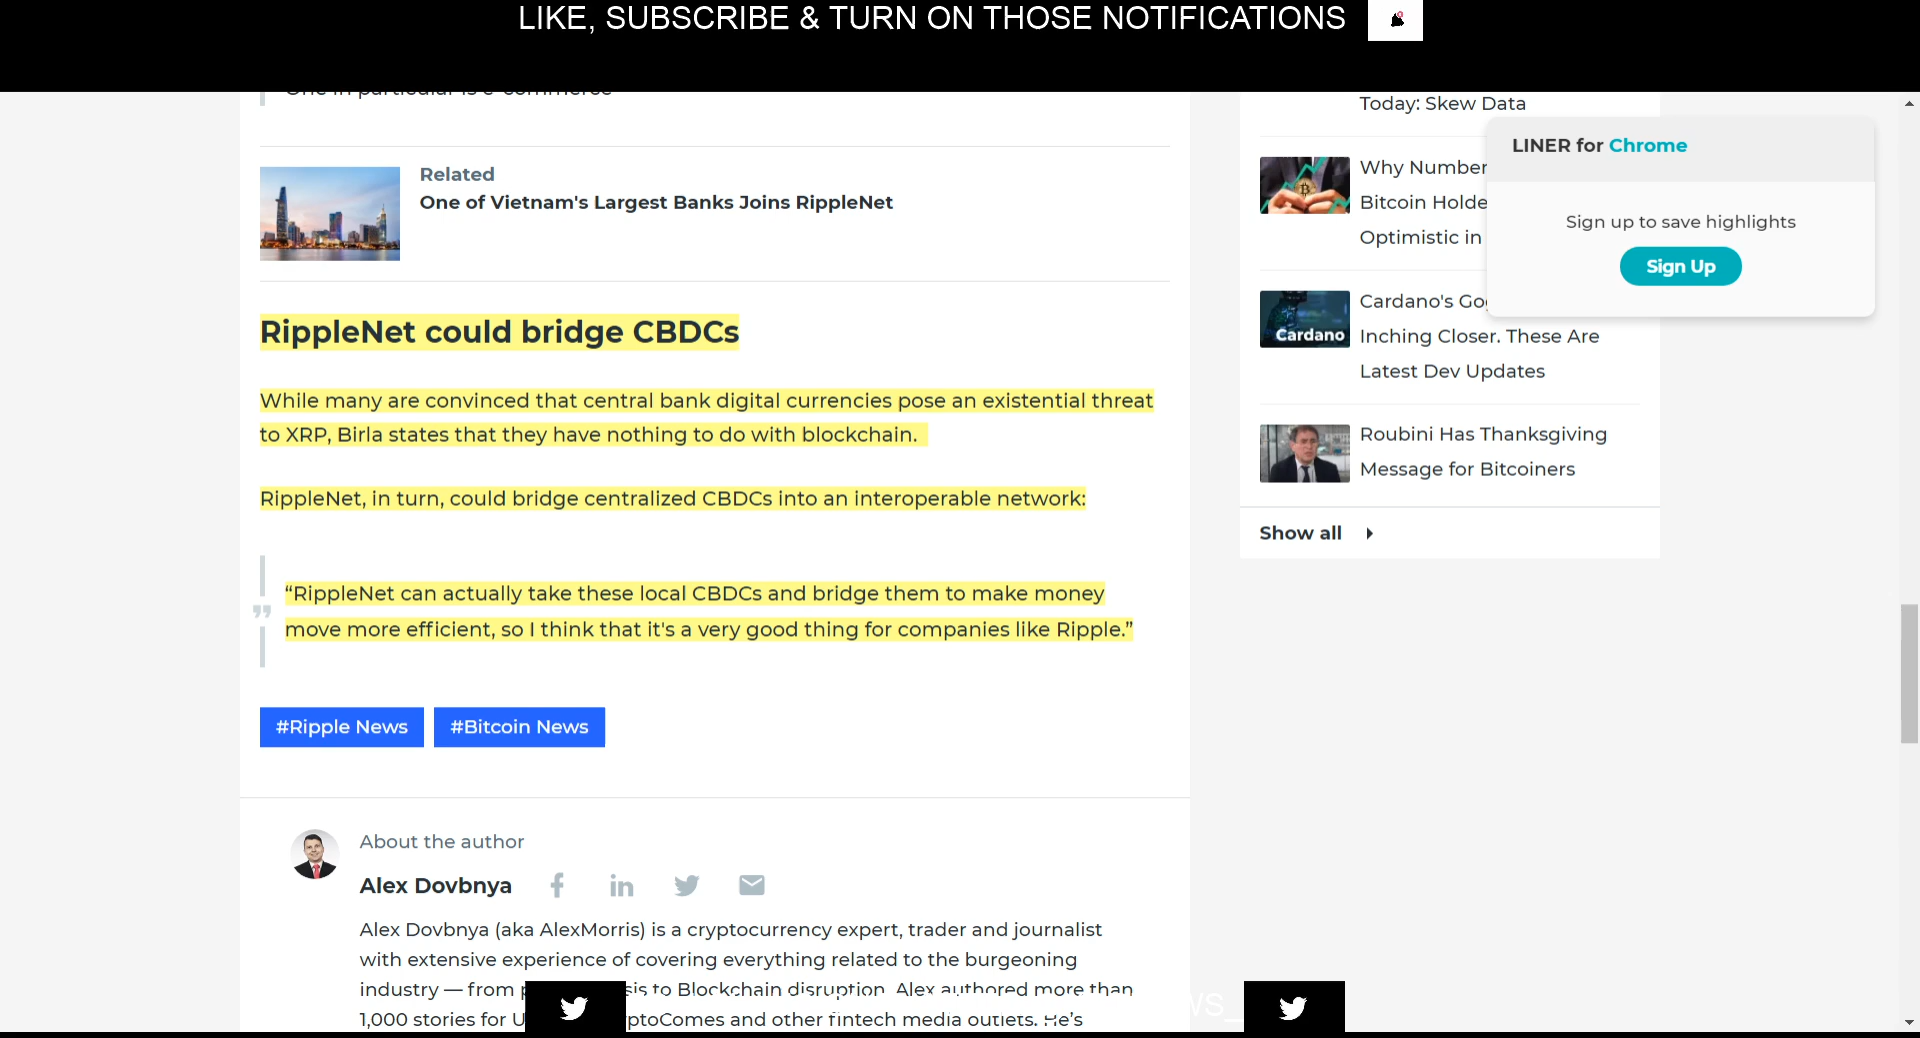 LIKE, SUBSCRIBE & TURN ON THOSE NOTIFICATIONS
One in particular is e-commerce
Related
One of Vietnam's Largest Banks Joins RippleNet
RippleNet could bridge CBDCs
While many are convinced that central bank digital currencies pose an existential threat
to XRP, Birla states that they have nothing to do with blockchain.
RippleNet, in turn, could bridge centralized CBDCs into an interoperable network:
“RippleNet can actually take these local CBDCs and bridge them to make money
move more efficient, so I think that it's a very good thing for companies like Ripple.”
#Ripple News #Bitcoin News
About the author
Alex Dovbnya
Alex Dovbnya (aka AlexMorris) is a cryptocurrency expert, trader and journalist
with extensive experience of covering everything related to the burgeoning
industry — from sis to Blockchain disruption. Alex authored more than
1,000 stories for U ptoComes and other fintech media outlets. He’s
Today: Skew Data
Why Number
Bitcoin Holde
Optimistic in
Cardano
Cardano's Go
Inching Closer. These Are
Latest Dev Updates
Roubini Has Thanksgiving
Message for Bitcoiners
Show all
LINER for Chrome
Sign up to save highlights
Sign Up
WS_